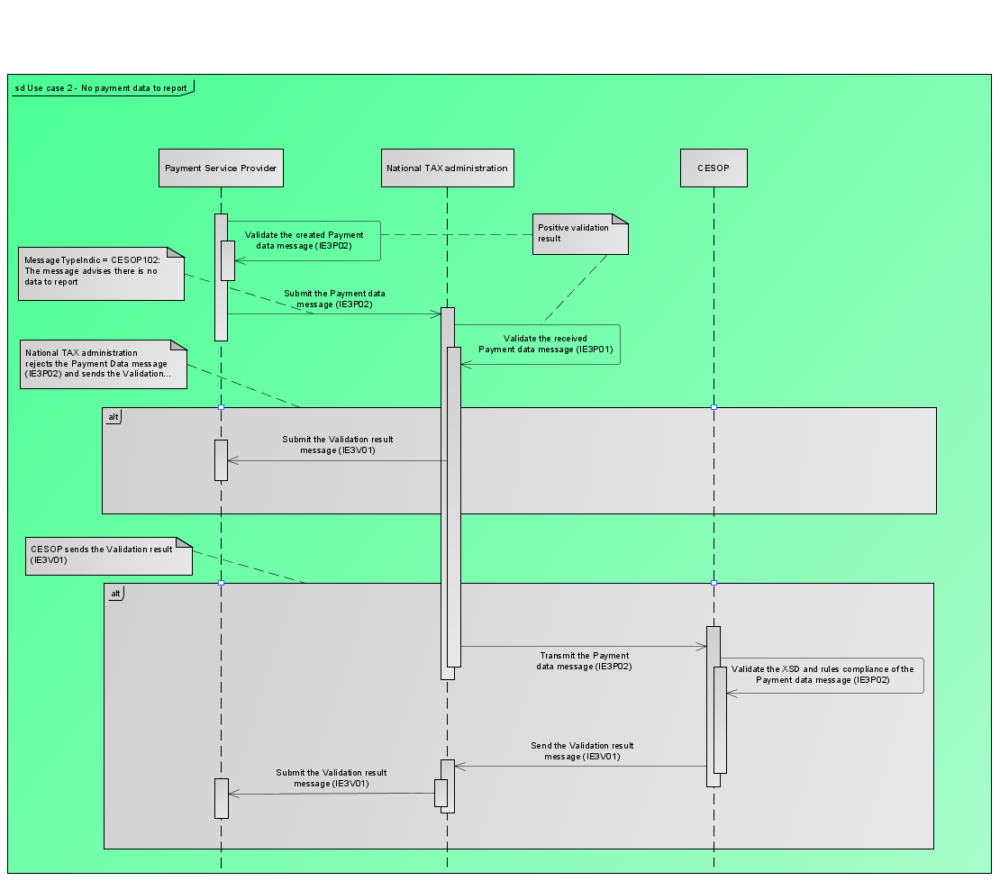 sd Use case 2 - No payment data to report
Payment Service Provider
National TAX administration
CESOP
Validate the created Payment
data message (IE3P02)
Positive validation
result
MessageTypeIndic = CESOP102:
The message advises there is no
data to report
Submit the Payment data
message (IE3P02)
Validate the received
Payment data message (IE3P01)
National TAX administration
rejects the Payment Data message
(IE3P02) and sends the Validation...
alt
Submit the Validation result
message (IE3V01)
CESOP sends the Validation result
(IE3V01)
alt
Transmit the Payment
data message (IE3P02)
Validate the XSD and rules compliance of the
Payment data message (IE3P02)
Send the Validation result
message (IE3V01)
Submit the Validation result
message (IE3V01)